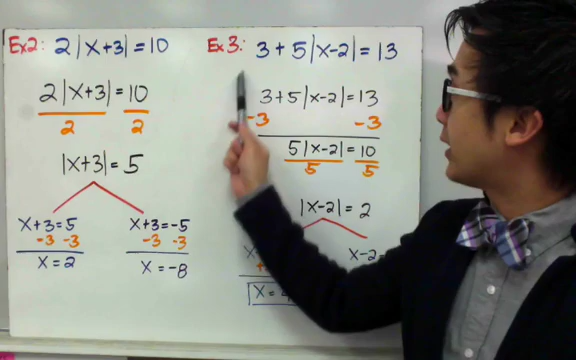 Ex2: 2|x+3|=10
2|x+3|=10
2 2
|x+3|=5
x+3=5 x+3=-5
-3 -3 -3 -3
x=2 x=-8
Ex3: 3+5|x-2|=13
3+5|x-2|=13
-3 -3
5|x-2|=10
5 5
|x-2|=2
x-2=
x=